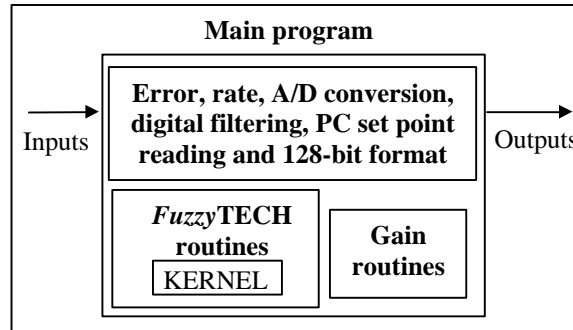 Main program
Error, rate, A/D conversion,
digital filtering, PC set point
reading and 128-bit format
Inputs
Outputs
FuzzyTECH
routines
KERNEL
Gain
routines